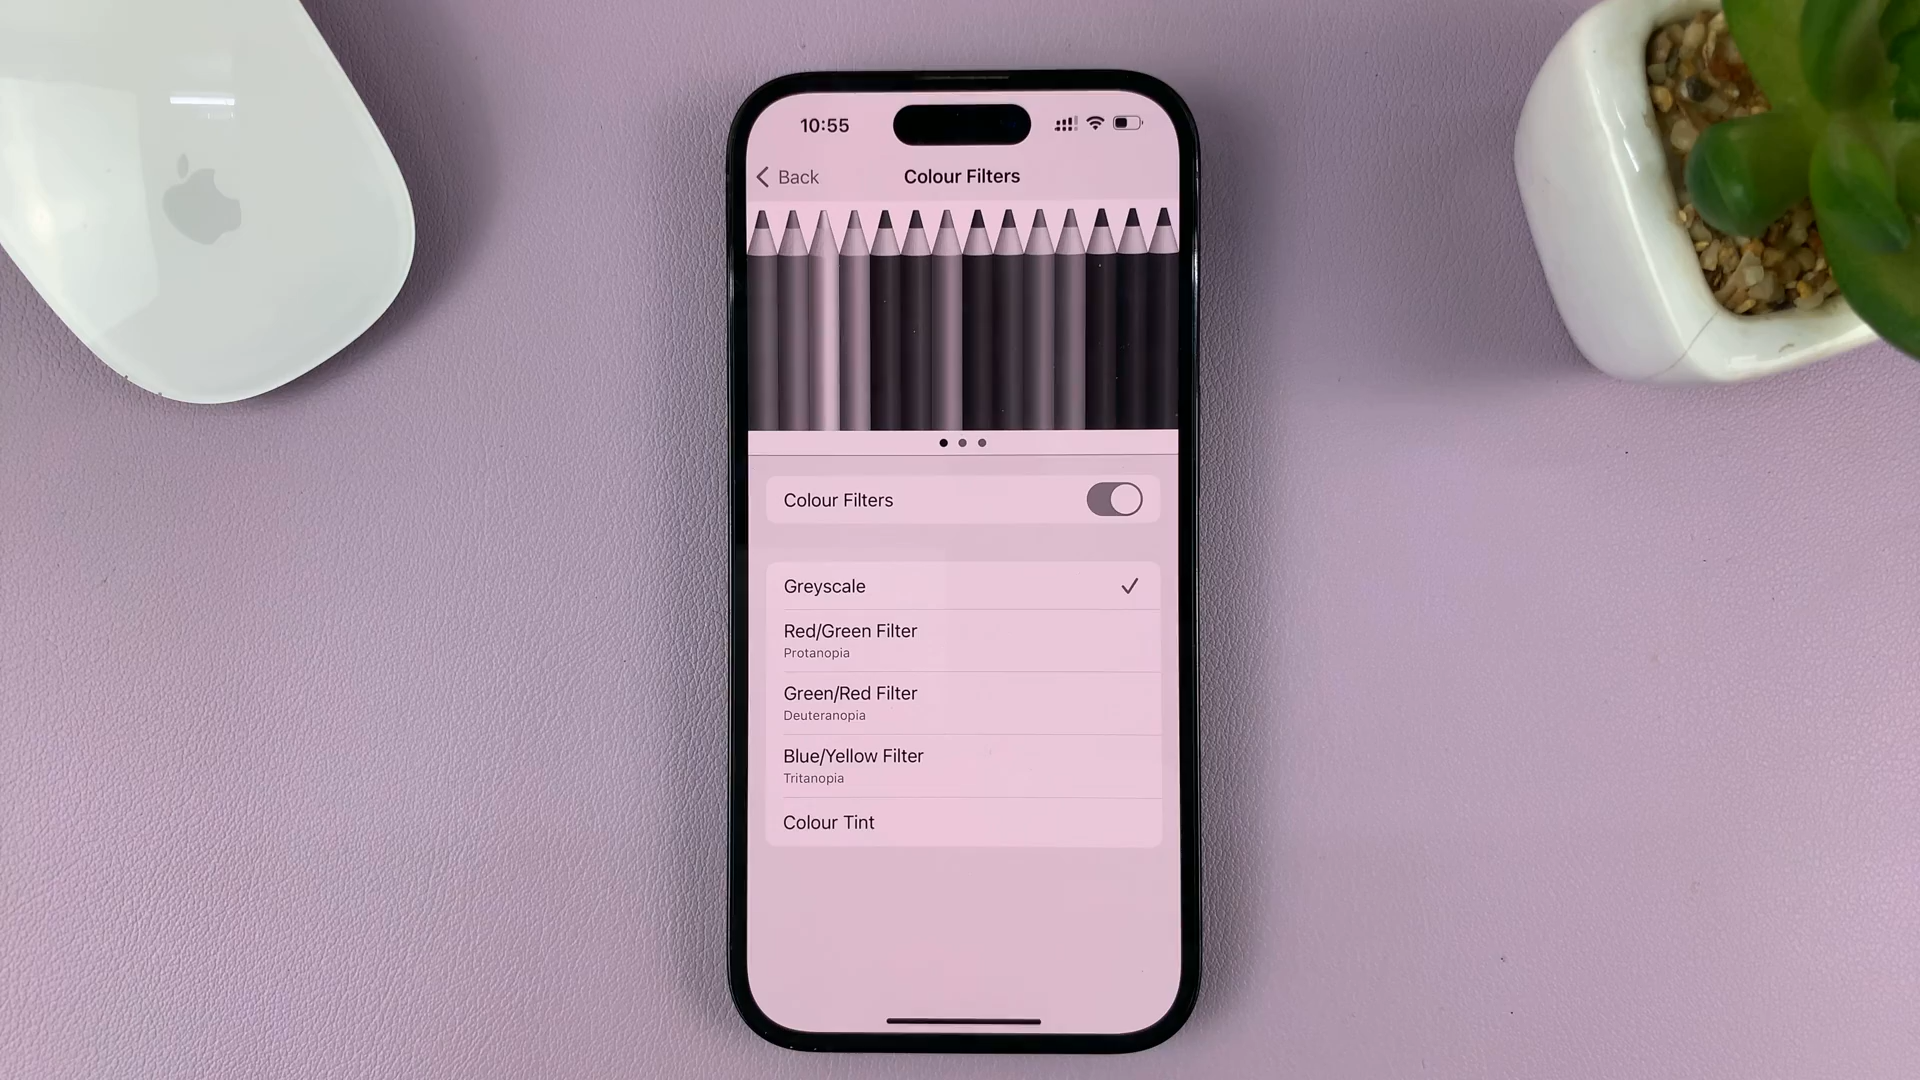 10:55
Back
Colour Filters
Colour Filters
Greyscale
Red/Green Filter
Protanopia
Green/Red Filter
Deuteranopia
Blue/Yellow Filter
Tritanopia
Colour Tint